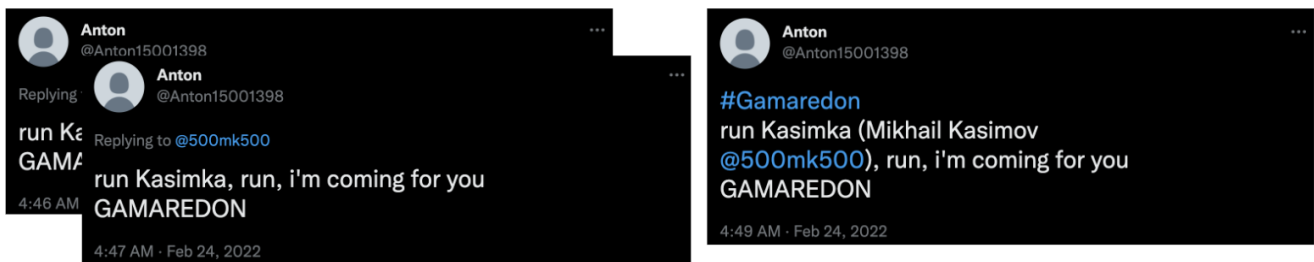 Anton
@Anton15001398
Replying
run Ka
GAMA
4:46 AM
Anton
@Anton15001398
Replying to @500mk500
run Kasimka, run, i'm coming for you
GAMAREDON
4:47 AM · Feb 24, 2022
Anton
@Anton15001398
#Gamaredon
run Kasimka (Mikhail Kasimov
@500mk500), run, i'm coming for you
GAMAREDON
4:49 AM · Feb 24, 2022